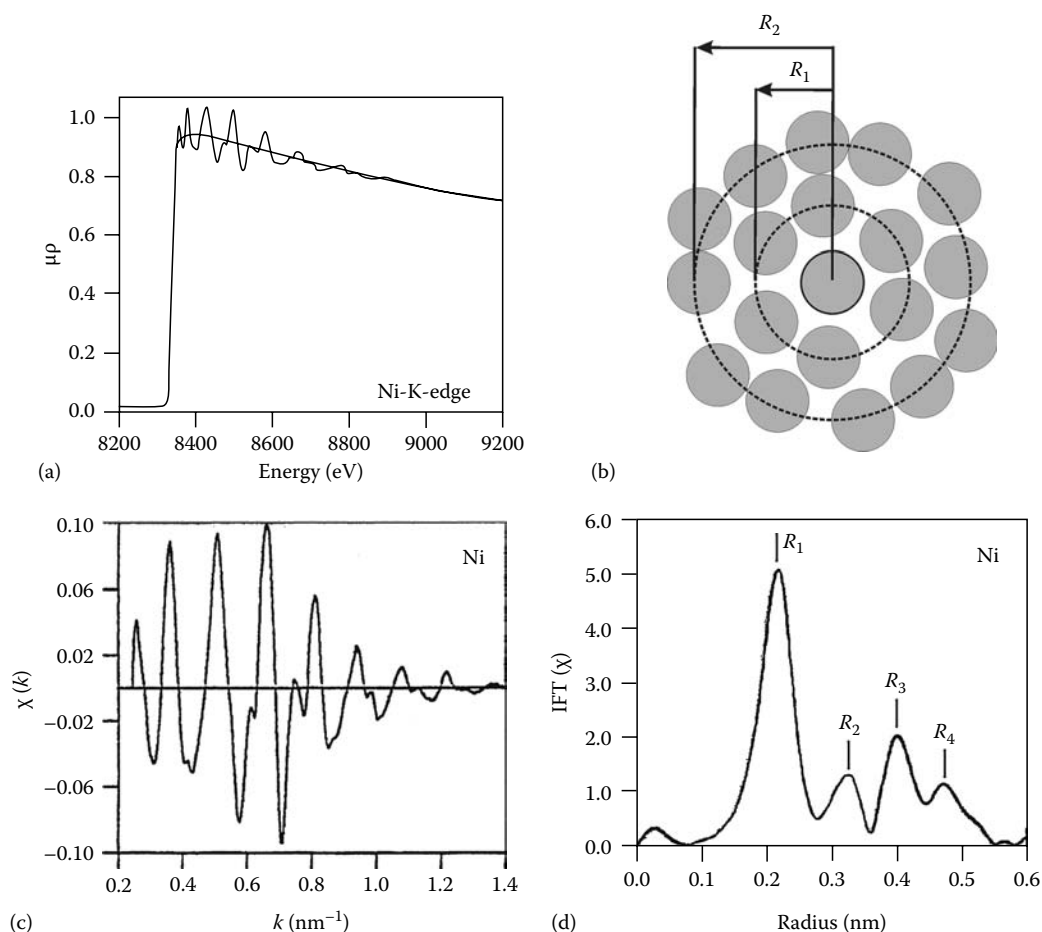 1.0
0.8
0.6
0.4
0.2
0.0
μρ
8200 8400 8600 8800 9000 9200
Energy (eV)
Ni-K-edge
(a)
R2
R1
(b)
0.10
0.06
0.02
−0.02
−0.06
−0.10
χ (k)
Ni
0.2 0.4 0.6 0.8 1.0 1.2 1.4
k (nm−1)
(c)
6.0
5.0
4.0
3.0
2.0
1.0
0.0
IFT (χ)
R1
R2
R3
R4
Ni
0.0 0.1 0.2 0.3 0.4 0.5 0.6
Radius (nm)
(d)